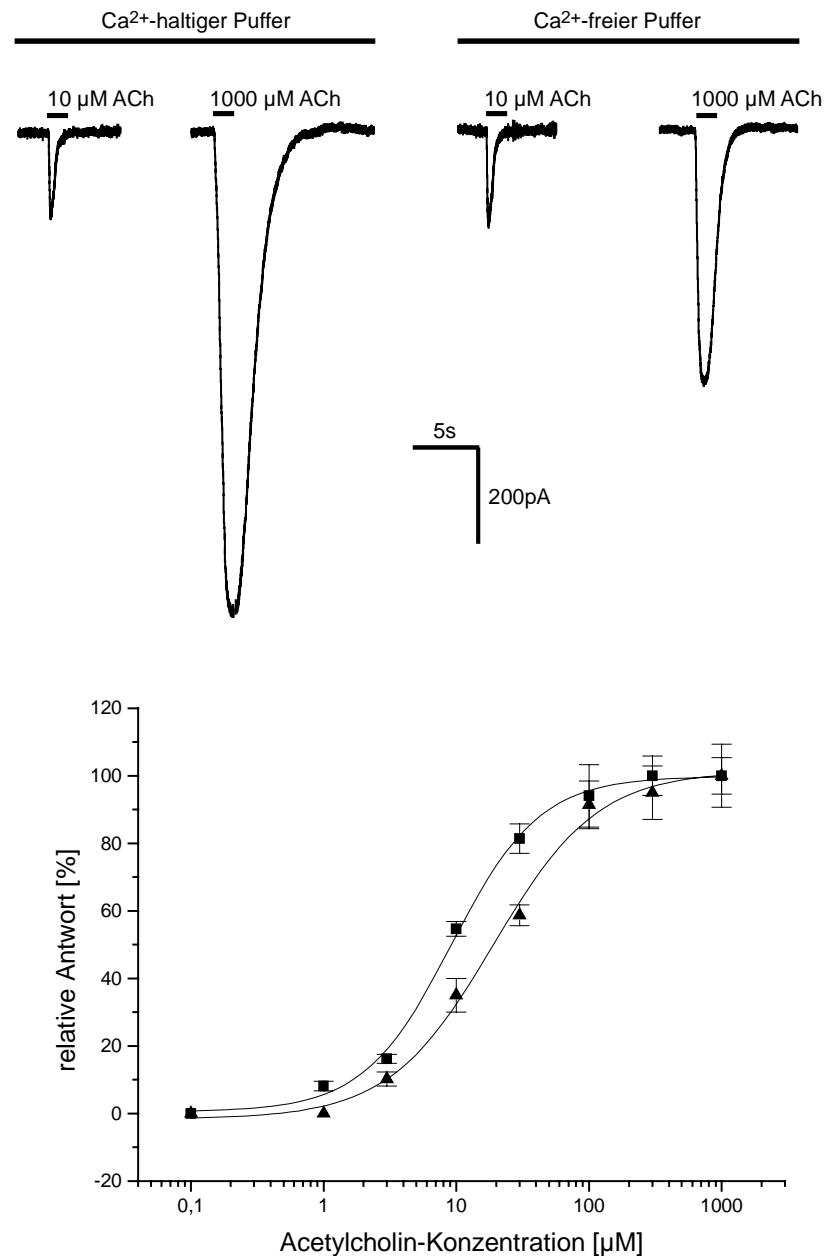 Ca2+-haltiger Puffer
Ca2+-freier Puffer
10 µM ACh
1000 µM ACh
10 µM ACh
1000 µM ACh
5s
200pA
120
100
80
60
40
20
0
-20
relative Antwort [%]
0,1
1
10
100
1000
Acetylcholin-Konzentration [µM]